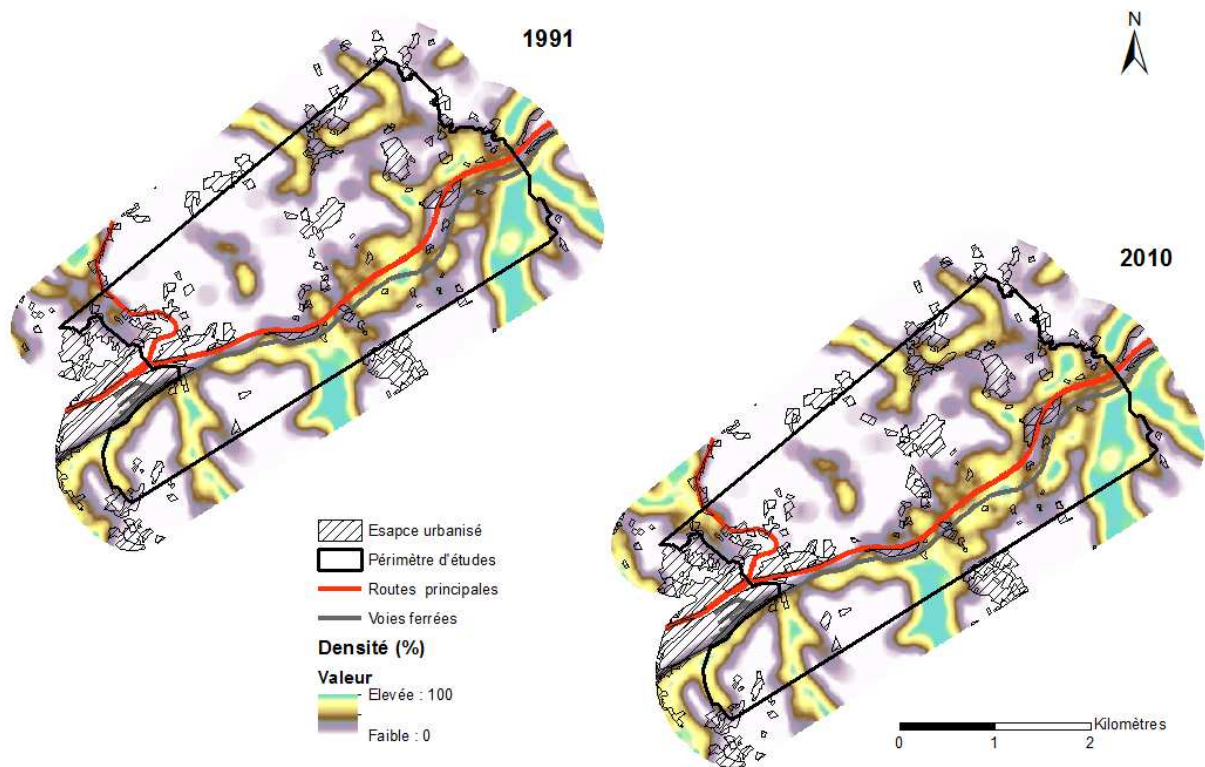 1991
N
2010
Esapce urbanisé
Périmètre d'études
Routes principales
Voies ferrées
Densité (%)
Valeur
Elevée : 100
Faible : 0
Kilomètres
0 1 2